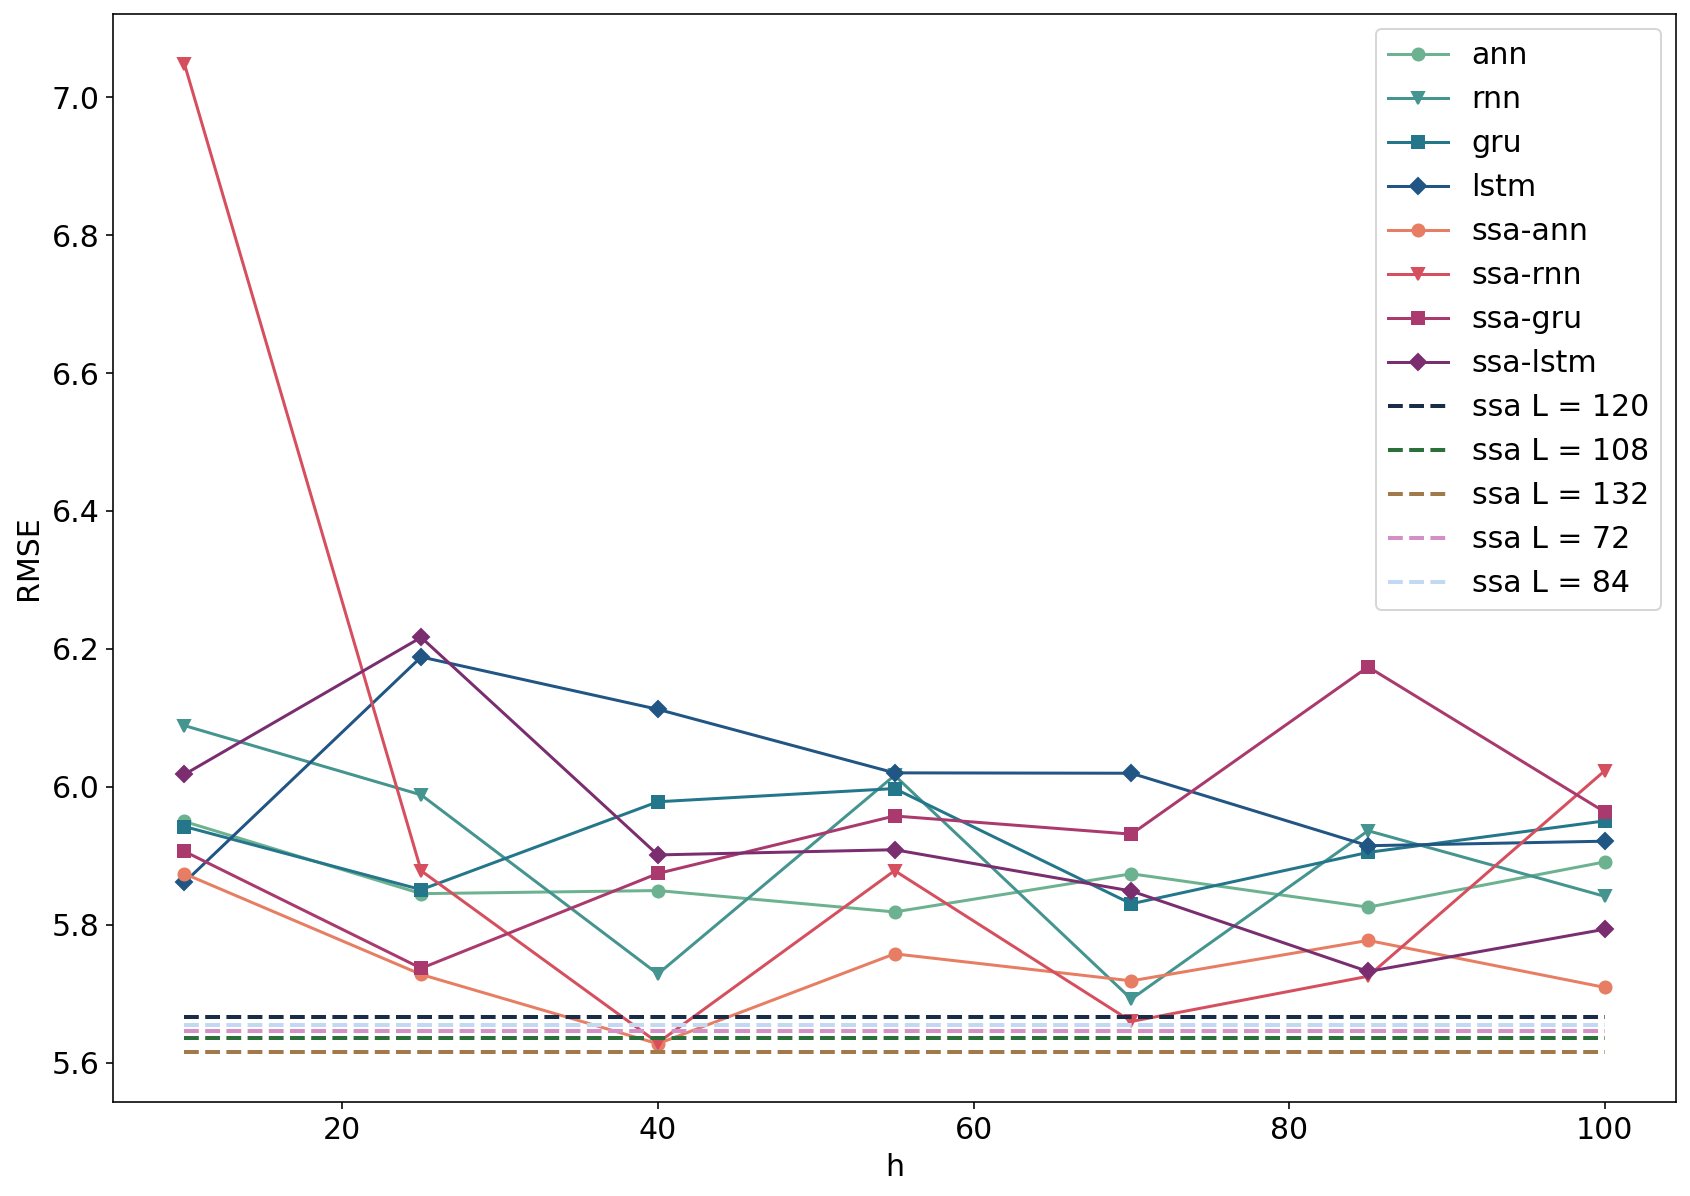 RMSE
7.0
6.8
6.6
6.4
6.2
6.0
5.8
5.6
ann
rnn
gru
lstm
ssa-ann
ssa-rnn
ssa-gru
ssa-lstm
ssa L = 120
ssa L = 108
ssa L = 132
ssa L = 72
ssa L = 84
20 40 60 80 100
h